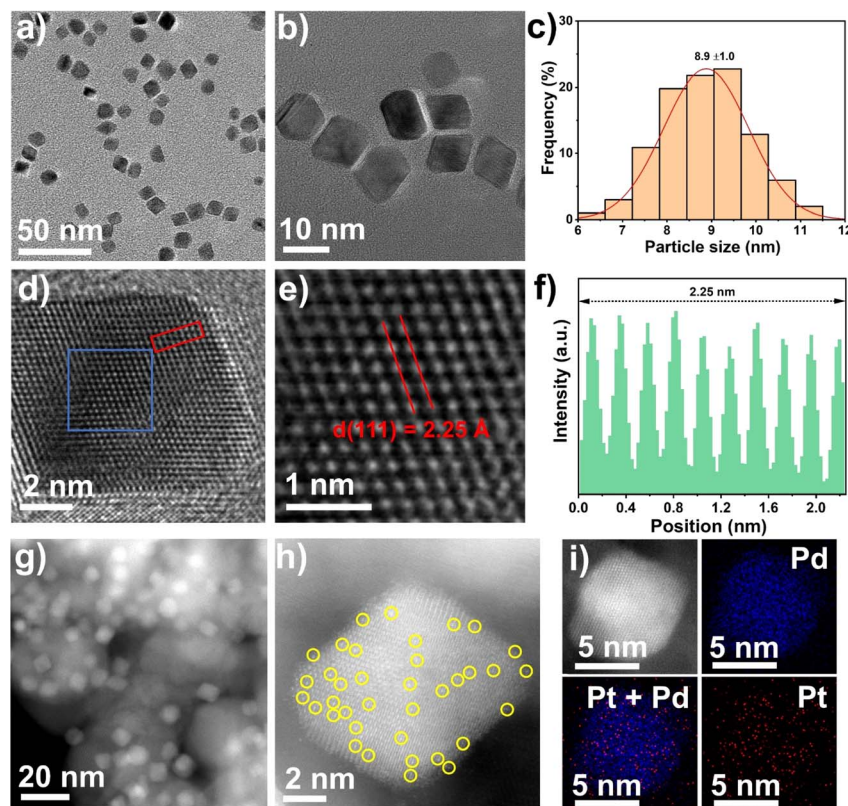 a)
50 nm
b)
10 nm
c)
8.9 ±1.0
Frequency (%)
30
20
10
0
6 7 8 9 10 11 12
Particle size (nm)
d)
2 nm
e)
d(111) = 2.25 Å
1 nm
f)
2.25 nm
Intensity (a.u.)
0.0 0.4 0.8 1.2 1.6 2.0
Position (nm)
g)
20 nm
h)
2 nm
i)
5 nm
Pd
5 nm
Pt + Pd
5 nm
Pt
5 nm